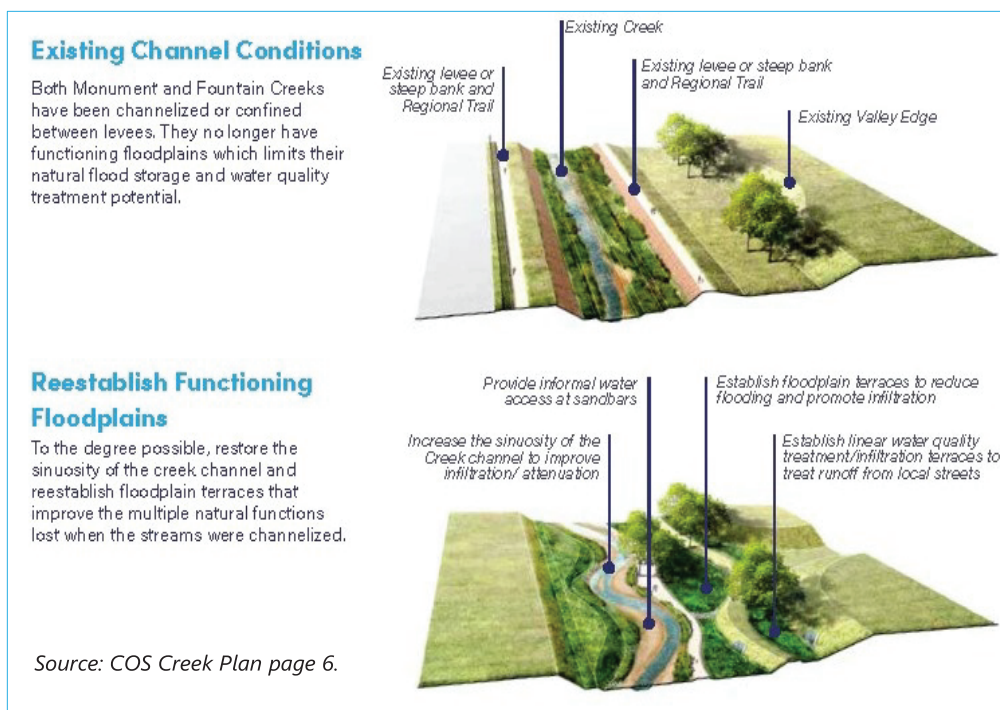 Existing Channel Conditions
Both Monument and Fountain Creeks
have been channelized or confined
between levees. They no longer have
functioning floodplains which limits their
natural flood storage and water quality
treatment potential.
Existing levee or
steep bank and
Regional Trail
Existing Creek
Existing levee or steep bank
and Regional Trail
Existing Valley Edge
Reestablish Functioning
Floodplains
To the degree possible, restore the
sinuosity of the creek channel and
reestablish floodplain terraces that
improve the multiple natural functions
lost when the streams were channelized.
Provide informal water
access at sandbars
Increase the sinuosity of the
Creek channel to improve
infiltration/ attenuation
Establish floodplain terraces to reduce
flooding and promote infiltration
Establish linear water quality
treatment/infiltration terraces to
treat runoff from local streets
Source: COS Creek Plan page 6.